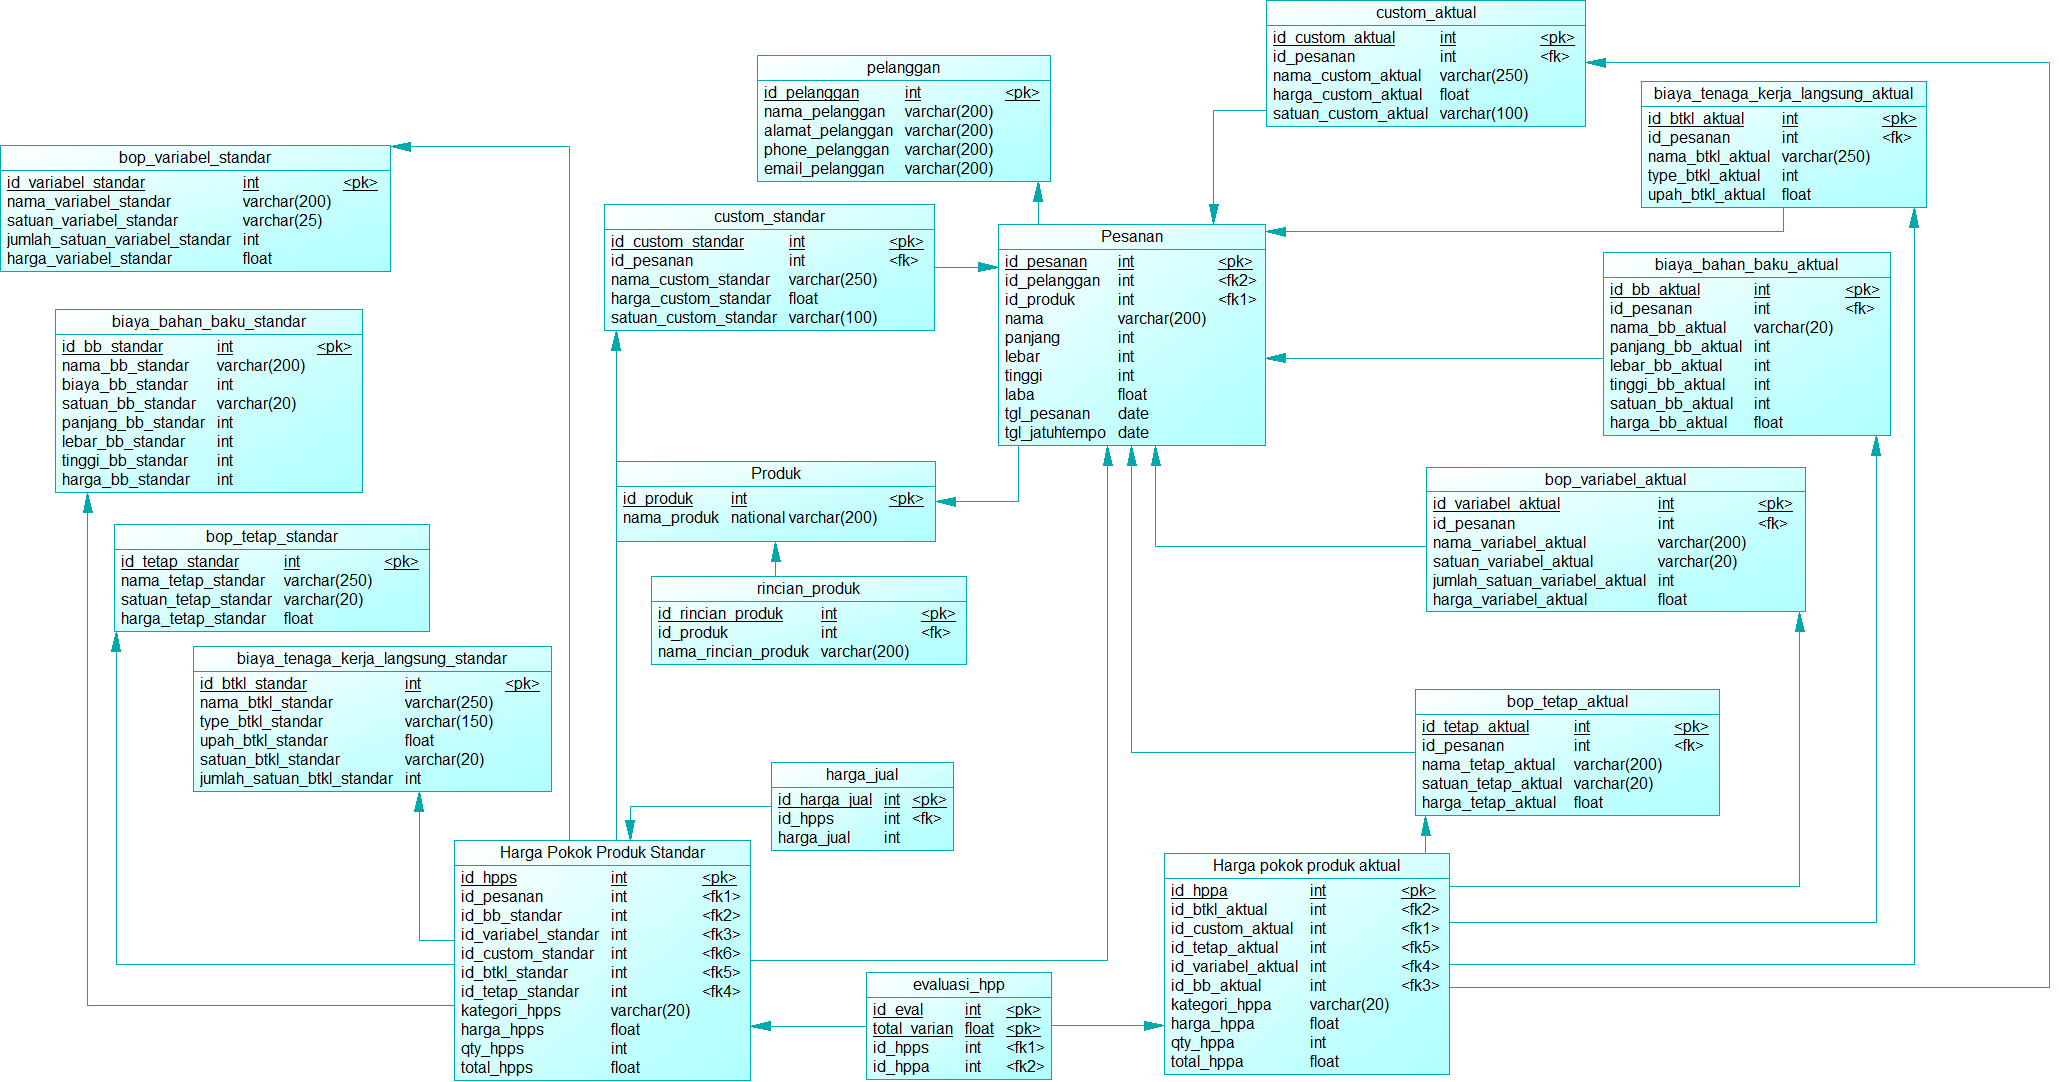 custom_aktual
id_custom_aktual int <pk>
id_pesanan int <fk>
nama_custom_aktual varchar(250)
harga_custom_aktual float
satuan_custom_aktual varchar(100)
pelanggan
id_pelanggan int <pk>
nama_pelanggan varchar(200)
alamat_pelanggan varchar(200)
phone_pelanggan varchar(200)
email_pelanggan varchar(200)
biaya_tenaga_kerja_langsung_aktual
id_btkl_aktual int <pk>
id_pesanan int <fk>
nama_btkl_aktual varchar(250)
type_btkl_aktual int
upah_btkl_aktual float
bop_variabel_standar
id_variabel_standar int <pk>
nama_variabel_standar varchar(200)
satuan_variabel_standar varchar(25)
jumlah_satuan_variabel_standar int
harga_variabel_standar float
custom_standar
id_custom_standar int <pk>
id_pesanan int <fk>
nama_custom_standar varchar(250)
harga_custom_standar float
satuan_custom_standar varchar(100)
Pesanan
id_pesanan int <pk>
id_pelanggan int <fk2>
id_produk int <fk1>
nama varchar(200)
panjang int
lebar int
tinggi int
laba float
tgl_pesanan date
tgl_jatuhtempo date
biaya_bahan_baku_aktual
id_bb_aktual int <pk>
id_pesanan int <fk>
nama_bb_aktual varchar(20)
panjang_bb_aktual int
lebar_bb_aktual int
tinggi_bb_aktual int
satuan_bb_aktual int
harga_bb_aktual float
biaya_bahan_baku_standar
id_bb_standar int <pk>
nama_bb_standar varchar(200)
biaya_bb_standar int
satuan_bb_standar varchar(20)
panjang_bb_standar int
lebar_bb_standar int
tinggi_bb_standar int
harga_bb_standar int
Produk
id_produk int <pk>
nama_produk national varchar(200)
bop_variabel_aktual
id_variabel_aktual int <pk>
id_pesanan int <fk>
nama_variabel_aktual varchar(200)
satuan_variabel_aktual varchar(20)
jumlah_satuan_variabel_aktual int
harga_variabel_aktual float
bop_tetap_standar
id_tetap_standar int <pk>
nama_tetap_standar varchar(250)
satuan_tetap_standar varchar(20)
harga_tetap_standar float
rincian_produk
id_rincian_produk int <pk>
id_produk int <fk>
nama_rincian_produk varchar(200)
biaya_tenaga_kerja_langsung_standar
id_btkl_standar int <pk>
nama_btkl_standar varchar(250)
type_btkl_standar varchar(150)
upah_btkl_standar float
satuan_btkl_standar varchar(20)
jumlah_satuan_btkl_standar int
bop_tetap_aktual
id_tetap_aktual int <pk>
id_pesanan int <fk>
nama_tetap_aktual varchar(200)
satuan_tetap_aktual varchar(20)
harga_tetap_aktual float
harga_jual
id_harga_jual int <pk>
id_hpps int <fk>
harga_jual int
Harga Pokok Produk Standar
id_hpps int <pk>
id_pesanan int <fk1>
id_bb_standar int <fk2>
id_variabel_standar int <fk3>
id_custom_standar int <fk6>
id_btkl_standar int <fk5>
id_tetap_standar int <fk4>
kategori_hpps varchar(20)
harga_hpps float
qty_hpps int
total_hpps float
Harga pokok produk aktual
id_hppa int <pk>
id_btkl_aktual int <fk2>
id_custom_aktual int <fk1>
id_tetap_aktual int <fk5>
id_variabel_aktual int <fk4>
id_bb_aktual int <fk3>
kategori_hppa varchar(20)
harga_hppa float
qty_hppa int
total_hppa float
evaluasi_hpp
id_eval int <pk>
total_varian float <pk>
id_hpps int <fk1>
id_hppa int <fk2>